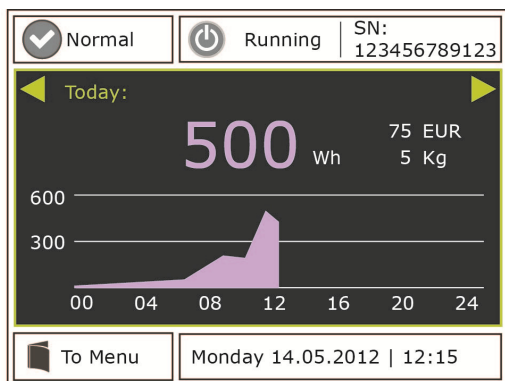 Normal
Running
SN:
123456789123
Today:
500 Wh
75 EUR
5 Kg
600
300
00 04 08 12 16 20 24
To Menu
Monday 14.05.2012 | 12:15